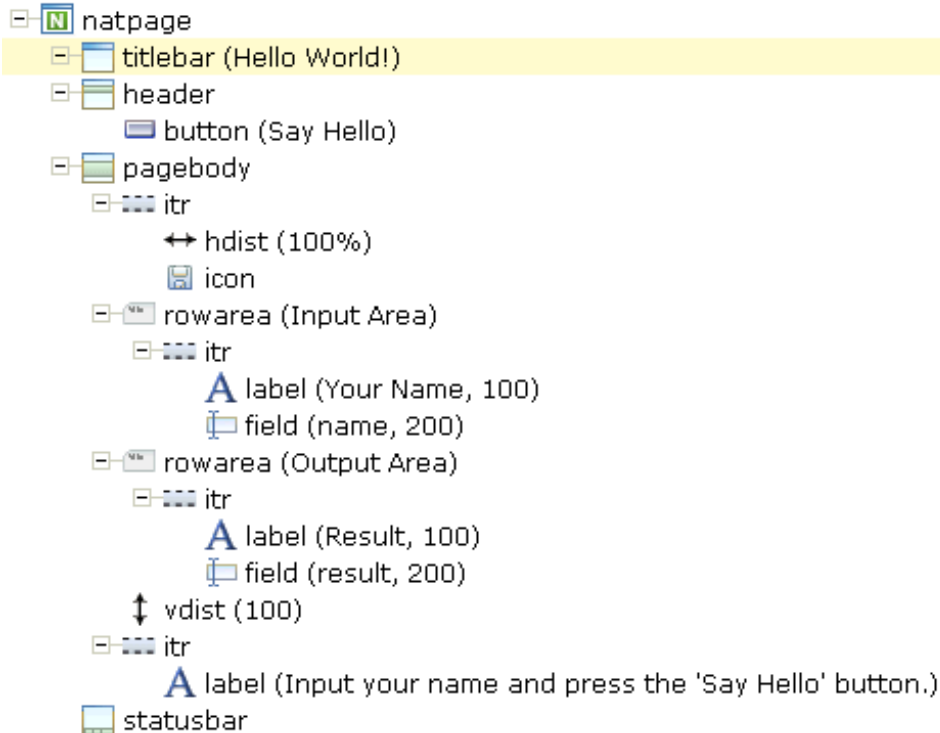 natpage
titlebar (Hello World!)
header
button (Say Hello)
pagebody
itr
hdist (100%)
icon
rowarea (Input Area)
itr
label (Your Name, 100)
field (name, 200)
rowarea (Output Area)
itr
label (Result, 100)
field (result, 200)
vdist (100)
itr
label (Input your name and press the 'Say Hello' button.)
statusbar